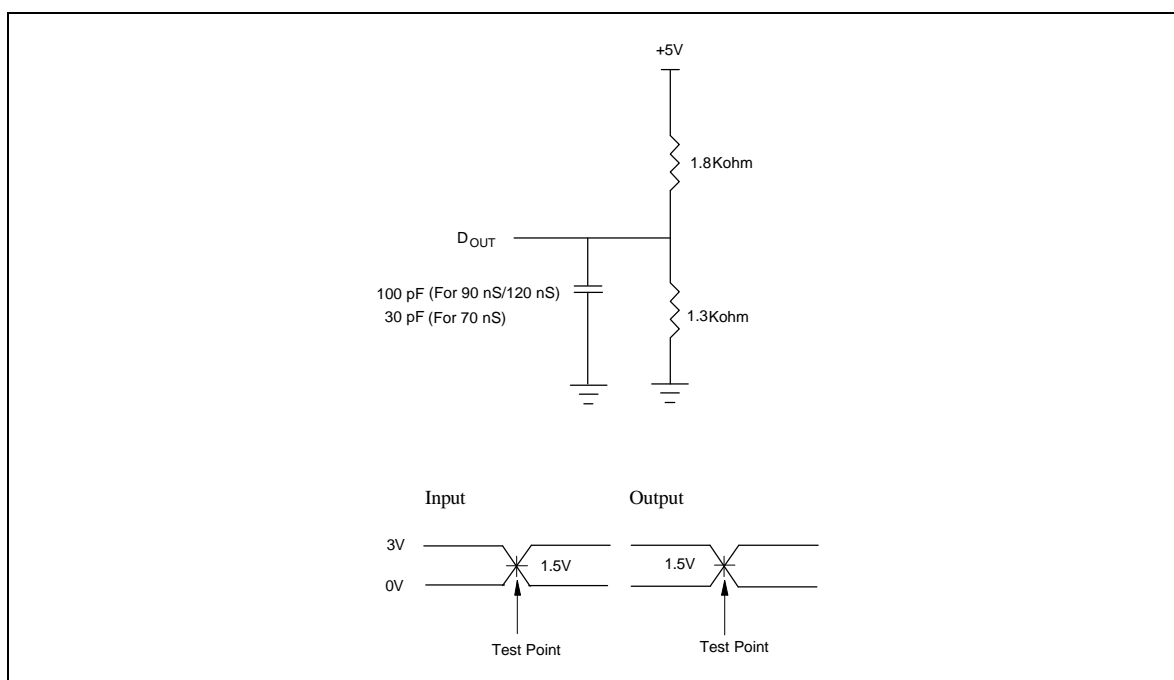 +5V
1.8Kohm
DOUT
100 pF (For 90 nS/120 nS)
30 pF (For 70 nS)
1.3Kohm
Input Output
3V
1.5V 1.5V
0V
Test Point Test Point